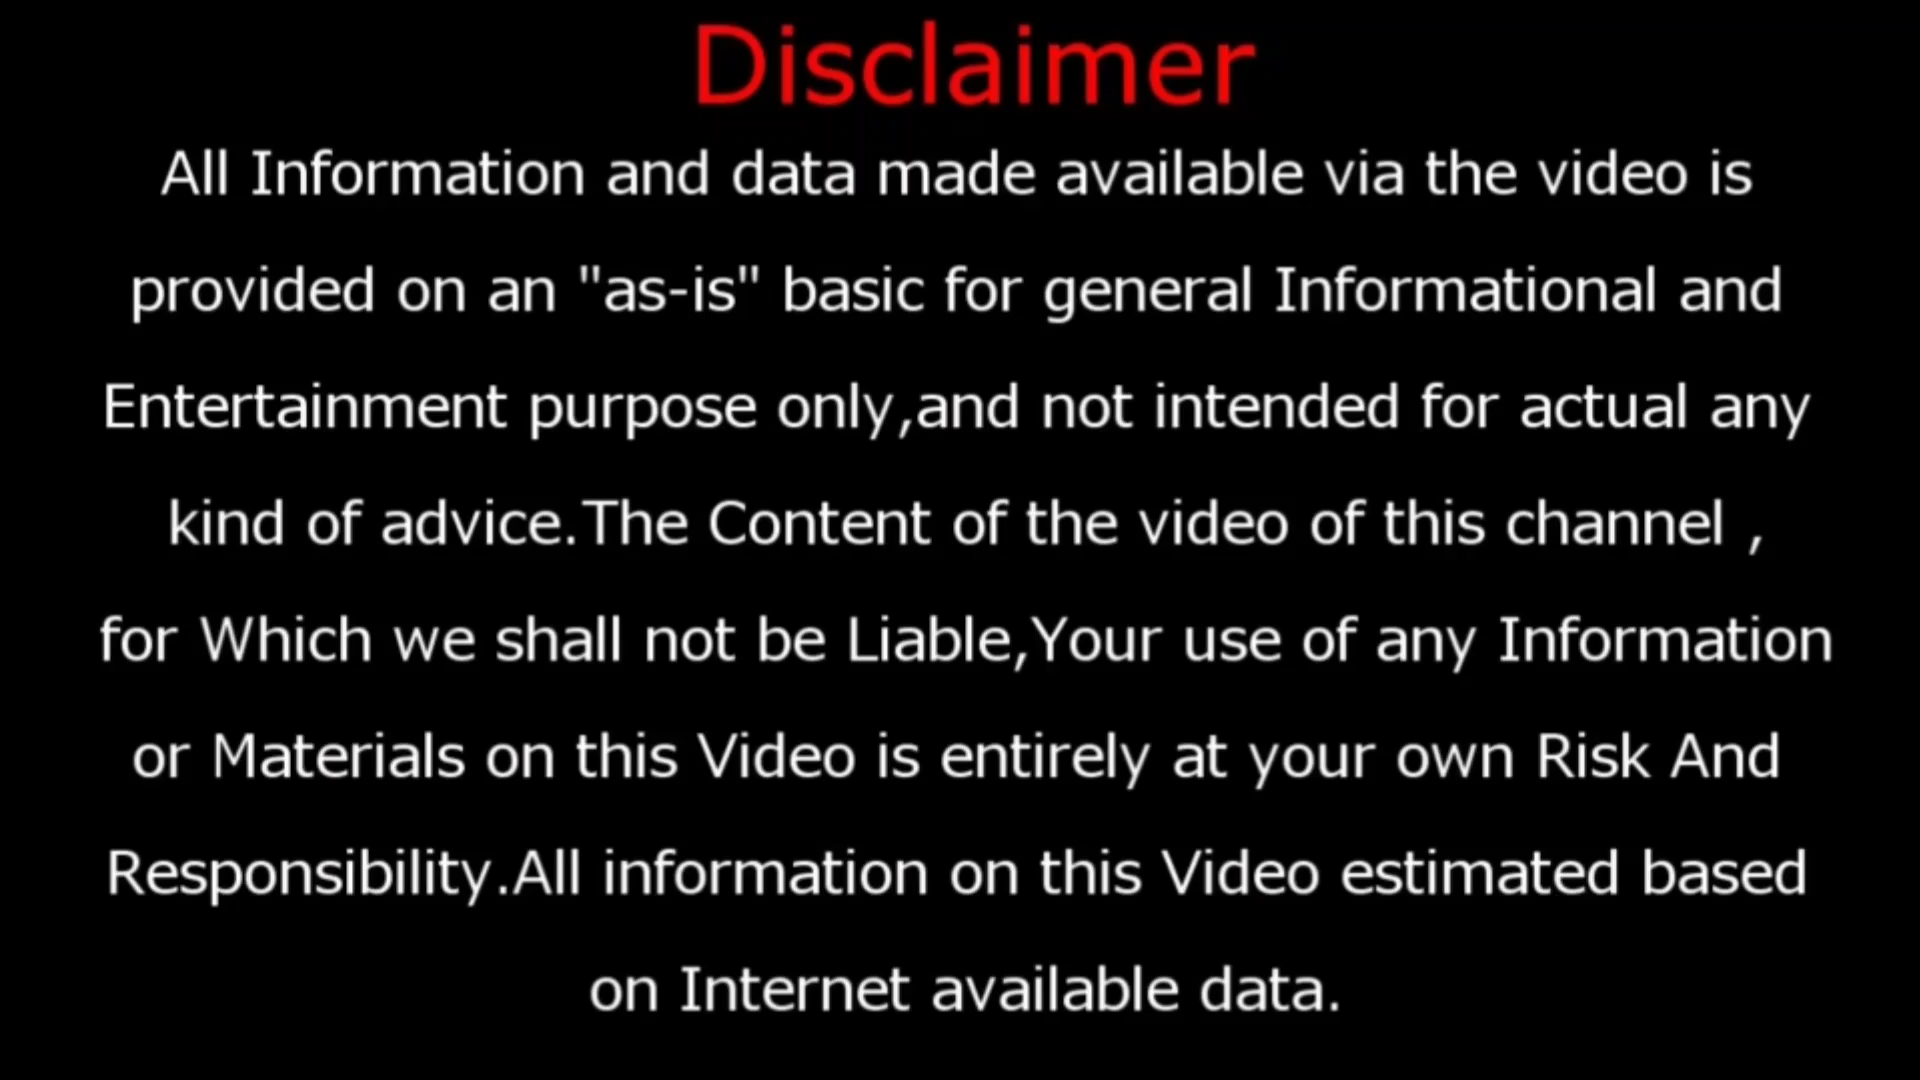 Disclaimer
All Information and data made available via the video is
provided on an "as-is" basic for general Informational and
Entertainment purpose only,and not intended for actual any
kind of advice.The Content of the video of this channel ,
for Which we shall not be Liable,Your use of any Information
or Materials on this Video is entirely at your own Risk And
Responsibility.All information on this Video estimated based
on Internet available data.